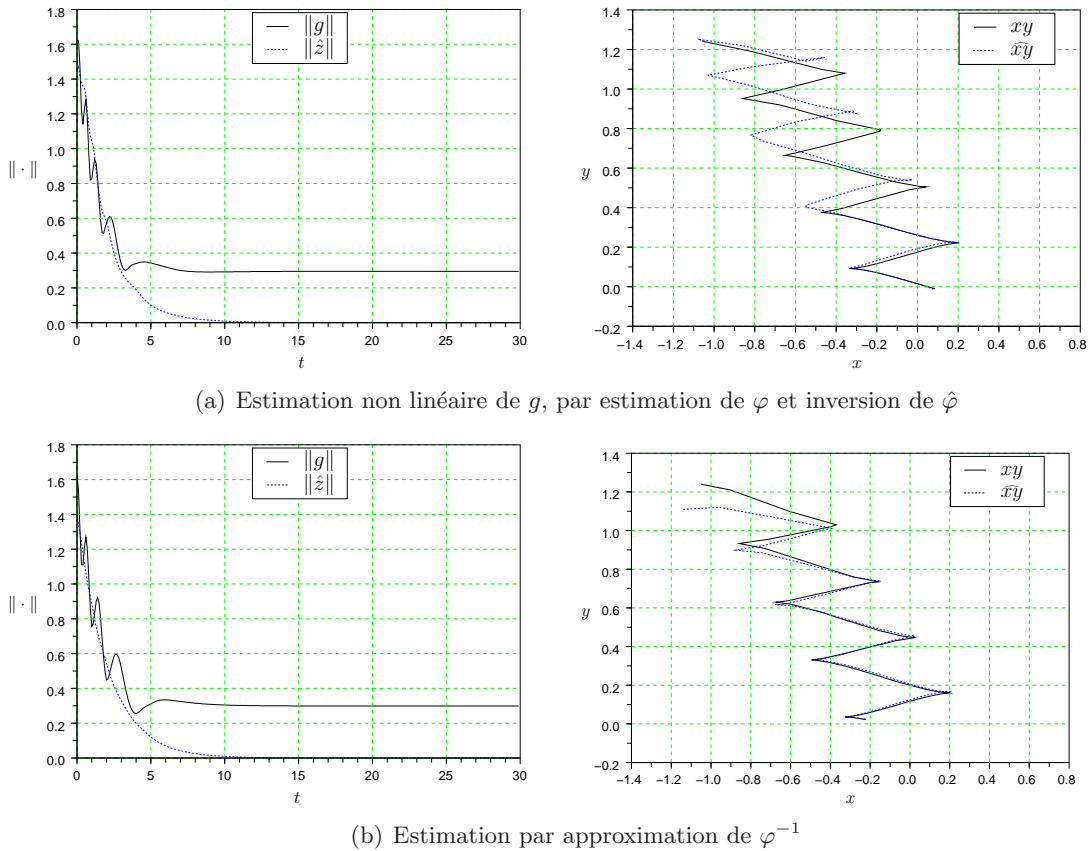 1.8
1.6
1.4
1.2
1.0
0.8
0.6
0.4
0.2
0.0
‖ · ‖
‖g‖
‖ẑ‖
0 5 10 15 20 25 30
t
1.4
1.2
1.0
0.8
0.6
0.4
0.2
0.0
−0.2
y
xy
x͡y
−1.4 −1.2 −1.0 −0.8 −0.6 −0.4 −0.2 0.0 0.2 0.4 0.6 0.8
x
(a) Estimation non linéaire de g, par estimation de φ et inversion de φ̂
1.8
1.6
1.4
1.2
1.0
0.8
0.6
0.4
0.2
0.0
‖ · ‖
‖g‖
‖ẑ‖
0 5 10 15 20 25 30
t
1.4
1.2
1.0
0.8
0.6
0.4
0.2
0.0
−0.2
y
xy
x͡y
−1.4 −1.2 −1.0 −0.8 −0.6 −0.4 −0.2 0.0 0.2 0.4 0.6 0.8
x
(b) Estimation par approximation de φ⁻¹